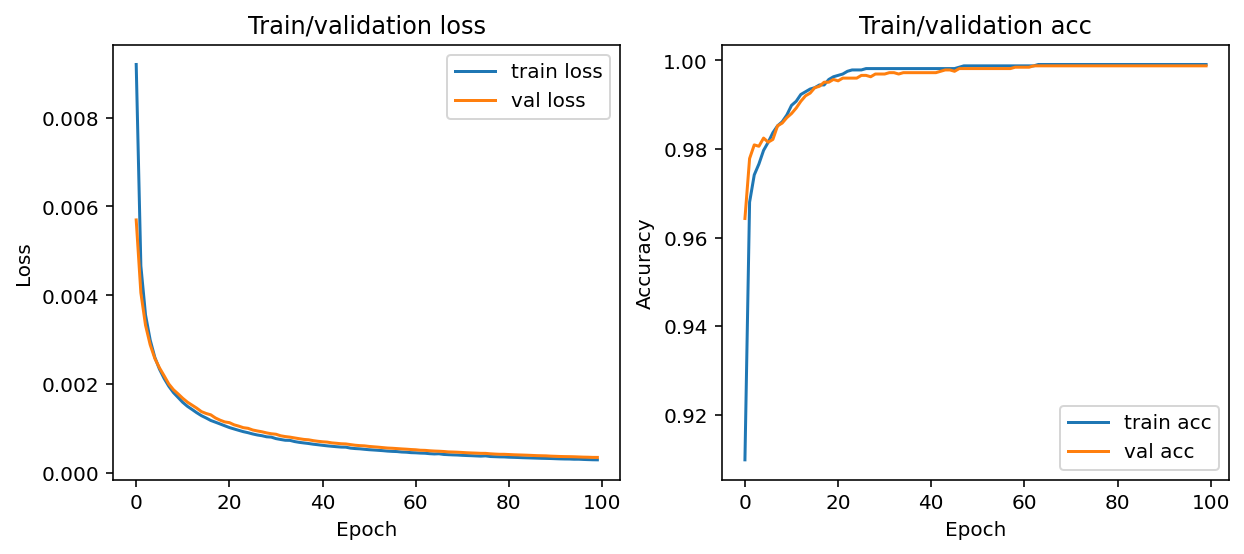 Train/validation loss
train loss
val loss
0.008
0.006
0.004
0.002
0.000
Loss
0 20 40 60 80 100
Epoch
Train/validation acc
1.00
0.98
0.96
0.94
0.92
Accuracy
train acc
val acc
0 20 40 60 80 100
Epoch